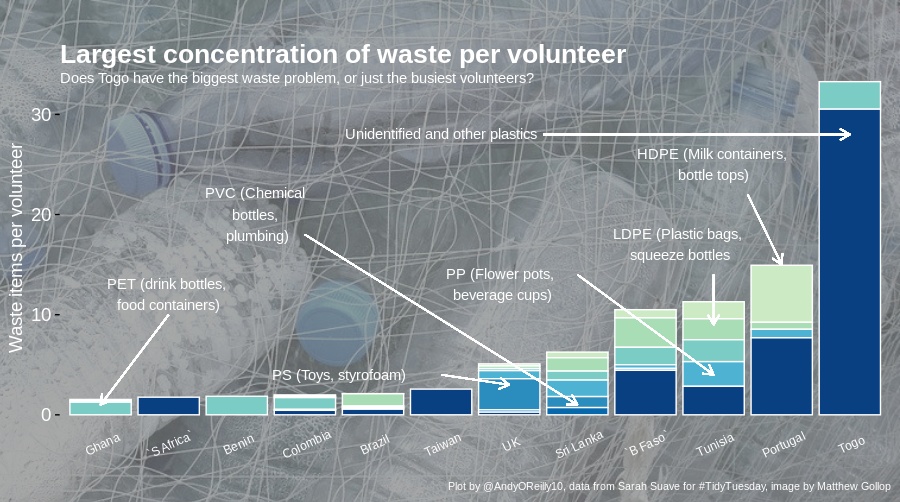 Largest concentration of waste per volunteer
Does Togo have the biggest waste problem, or just the busiest volunteers?
Waste items per volunteer
30
20
10
0
Unidentified and other plastics
HDPE (Milk containers,
bottle tops)
PVC (Chemical
bottles,
plumbing)
LDPE (Plastic bags,
squeeze bottles
PP (Flower pots,
beverage cups)
PET (drink bottles,
food containers)
PS (Toys, styrofoam)
Ghana
`S Africa`
Benin
Colombia
Brazil
Taiwan
UK
Sri Lanka
`B Faso`
Tunisia
Portugal
Togo
Plot by @AndyOReilly10, data from Sarah Suave for #TidyTuesday, image by Matthew Gollop